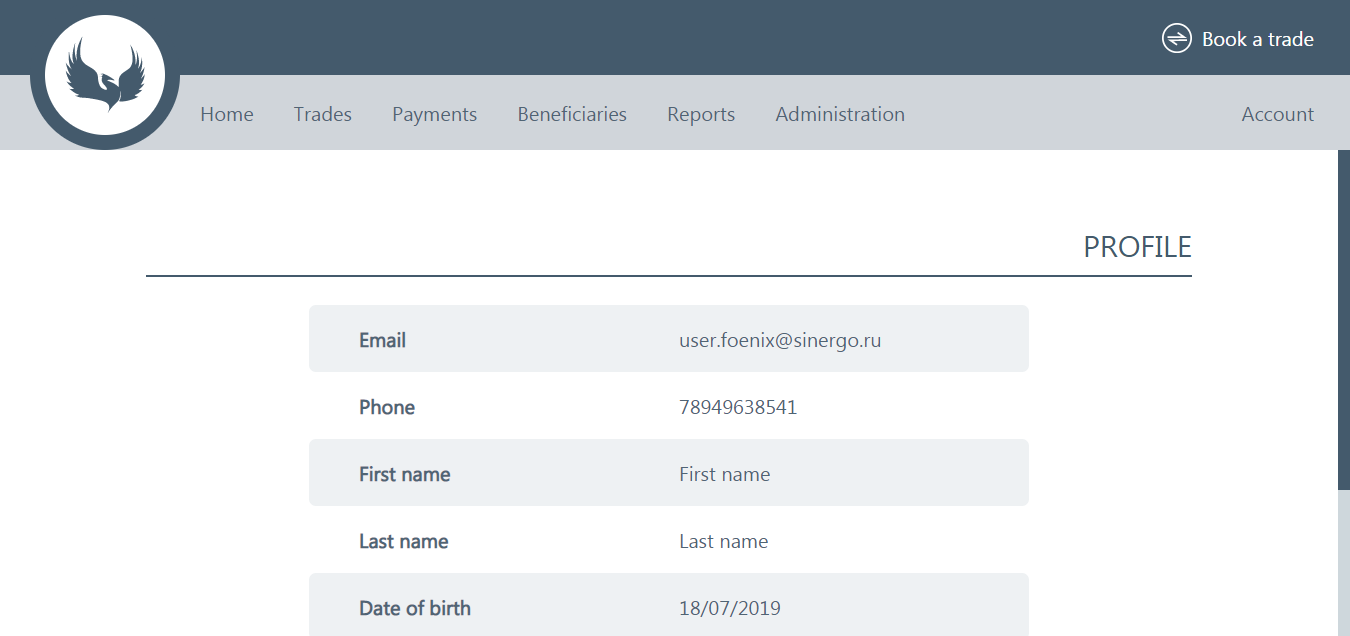 Book a trade
Home Trades Payments Beneficiaries Reports Administration Account
PROFILE
Email user.foenix@sinergo.ru
Phone 78949638541
First name First name
Last name Last name
Date of birth 18/07/2019